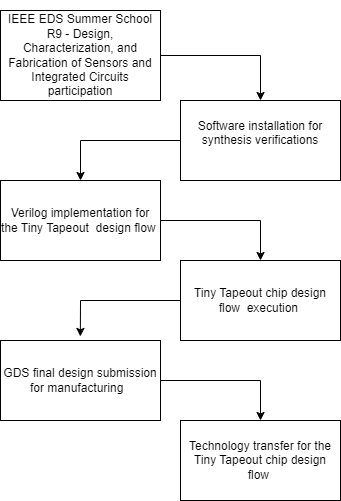 IEEE EDS Summer School
R9 - Design,
Characterization, and
Fabrication of Sensors and
Integrated Circuits
participation
Software installation for
synthesis verifications
Verilog implementation for
the Tiny Tapeout design flow
Tiny Tapeout chip design
flow execution
GDS final design submission
for manufacturing
Technology transfer for the
Tiny Tapeout chip design
flow